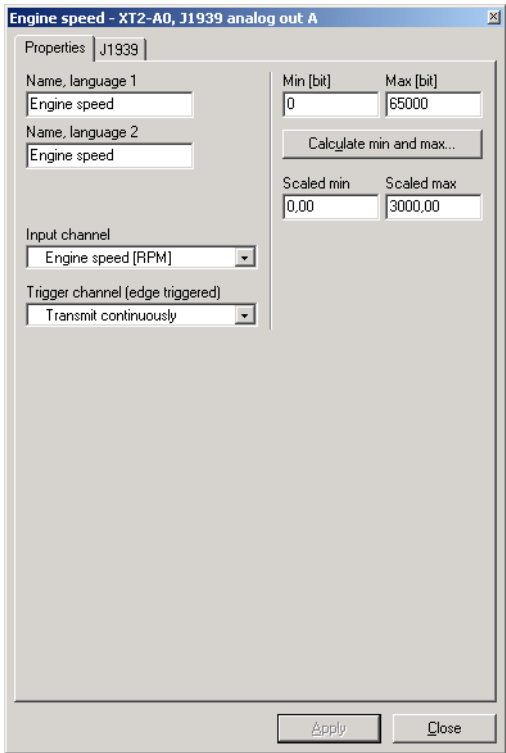 Engine speed - XT2-A0, J1939 analog out A
Properties
J1939
Name, language 1
Engine speed
Name, language 2
Engine speed
Input channel
Engine speed [RPM]
Trigger channel (edge triggered)
Transmit continuously
Min [bit]
Max [bit]
0
65000
Calculate min and max...
Scaled min
Scaled max
0,00
3000,00
Apply
Close